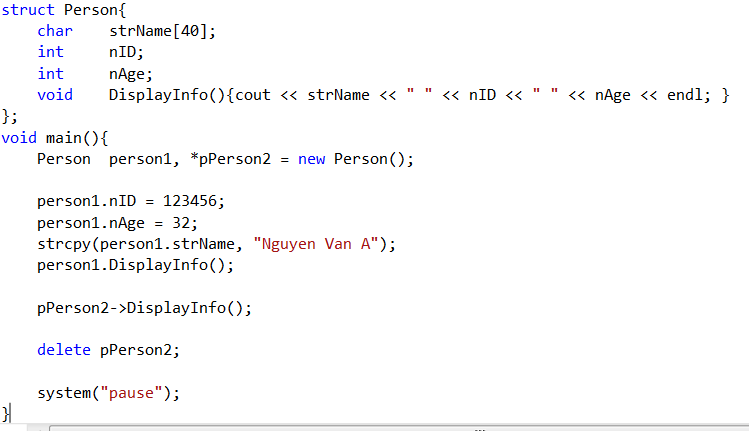 struct Person{
char strName[40];
int nID;
int nAge;
void DisplayInfo(){cout << strName << " " << nID << " " << nAge << endl; }
};
void main(){
Person person1, *pPerson2 = new Person();
person1.nID = 123456;
person1.nAge = 32;
strcpy(person1.strName, "Nguyen Van A");
person1.DisplayInfo();
pPerson2->DisplayInfo();
delete pPerson2;
system("pause");
}